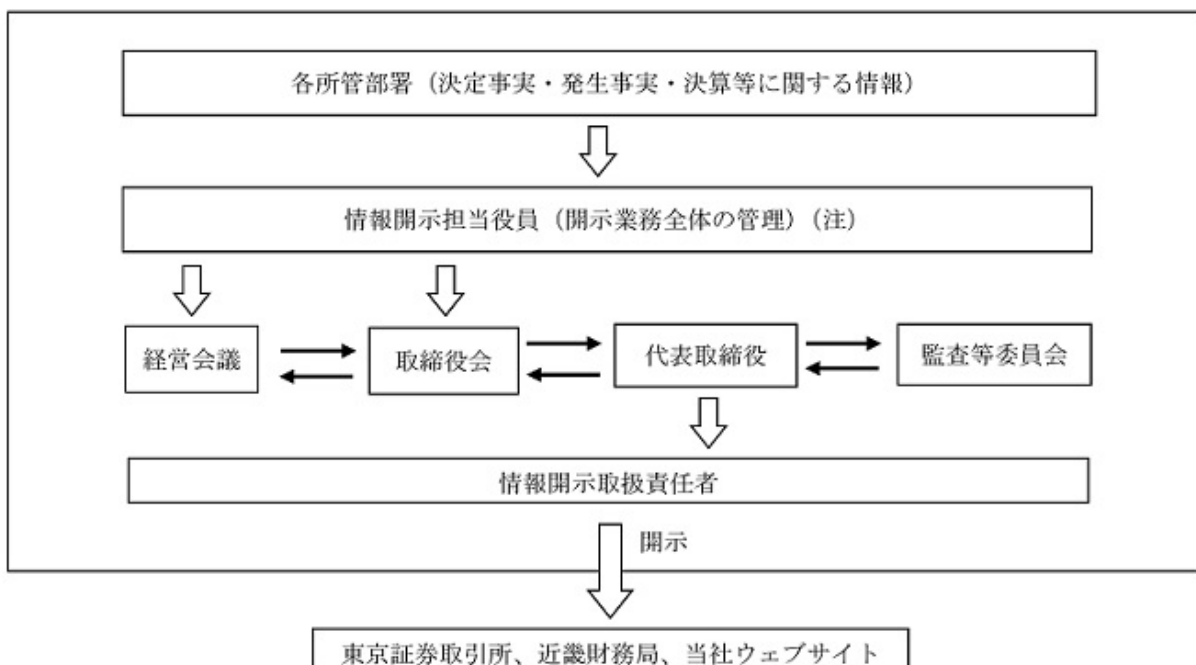 各所管部署（決定事実・発生事実・決算等に関する情報）
情報開示担当役員（開示業務全体の管理）（注）
経営会議
取締役会
代表取締役
監査等委員会
情報開示取扱責任者
開示
東京証券取引所、近畿財務局、当社ウェブサイト